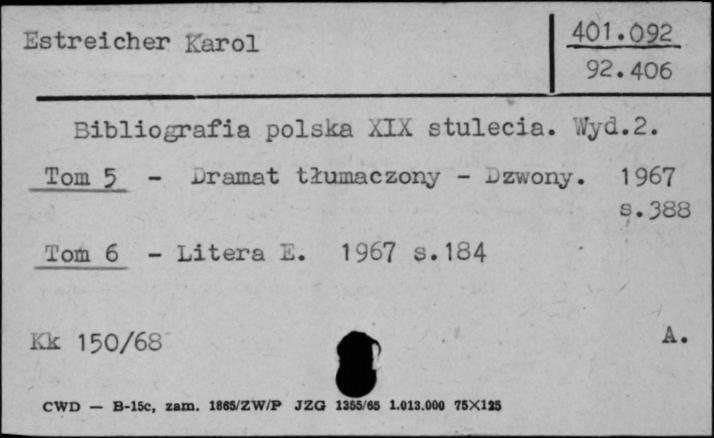 Estreicher Karol
401.092
92.406
Bibliografia polska XIX stulecia. Wyd.2.
Tom 5 - Dramat tłumaczony - Dzwony. 1967
s.388
Tom 6 - Litera E. 1967 s.184
Kk 150/68
A.
CWD — B-15c, zam. 1865/ZW/P JZG 1355/65 1.013.000 75X125